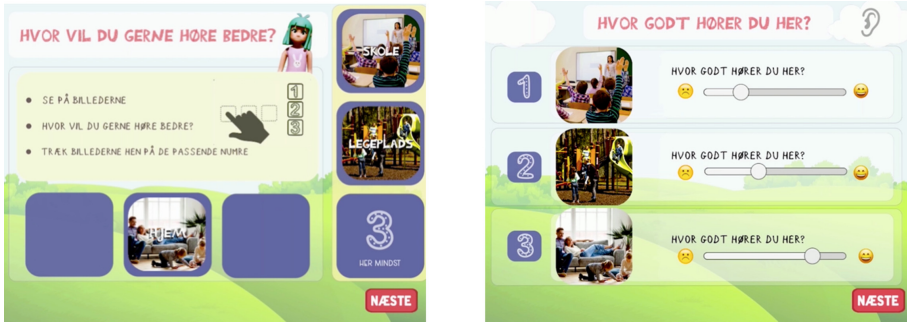 HVOR VIL DU GERNE HØRE BEDRE?
SE PÅ BILLEDERNE
HVOR VIL DU GERNE HØRE BEDRE?
TRÆK BILLEDERNE HEN PÅ DE PASSENDE NUMRE
1
2
3
SKOLE
LEGEPLADS
HJEM
3
HER MINDST
NÆSTE
HVOR GODT HØRER DU HER?
1
HVOR GODT HØRER DU HER?
2
HVOR GODT HØRER DU HER?
3
HVOR GODT HØRER DU HER?
NÆSTE